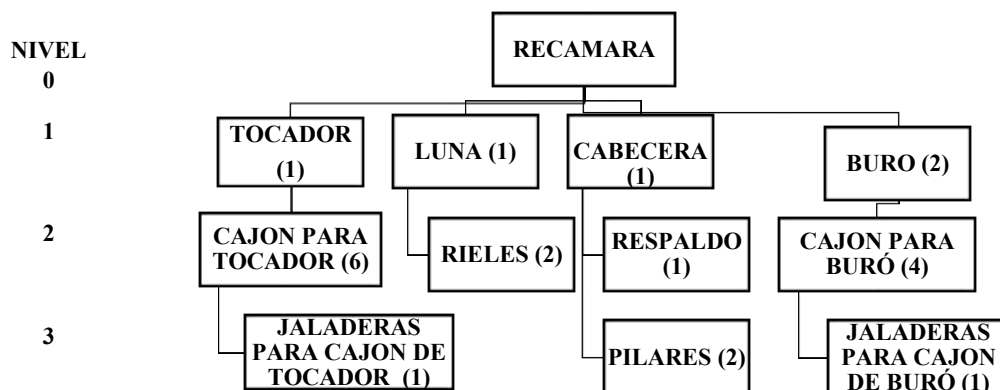 RECAMARA
NIVEL
0
1
TOCADOR
(1)
LUNA (1)
CABECERA
(1)
BURO (2)
2
CAJON PARA
TOCADOR (6)
RIELES (2)
RESPALDO
(1)
CAJON PARA
BURÓ (4)
3
JALADERAS
PARA CAJON DE
TOCADOR (1)
PILARES (2)
JALADERAS
PARA CAJON
DE BURÓ (1)